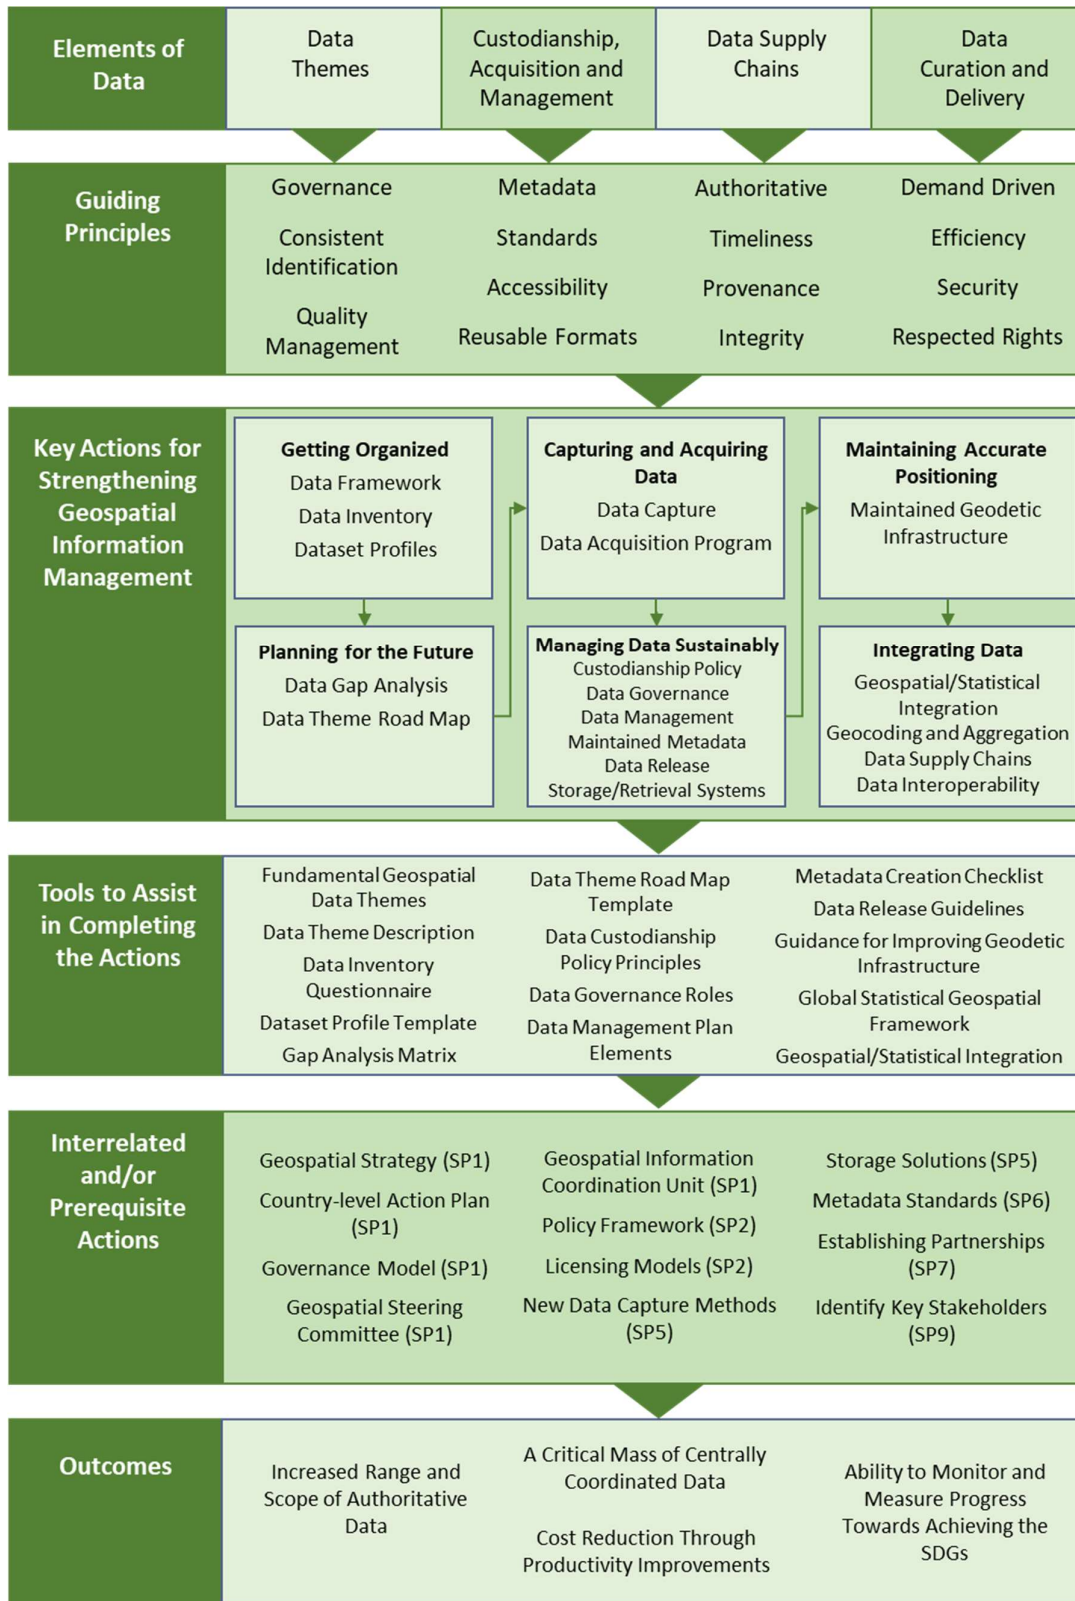 Elements of
Data
Data
Themes
Custodianship,
Acquisition and
Management
Data Supply
Chains
Data
Curation and
Delivery
Guiding
Principles
Governance
Consistent
Identification
Quality
Management
Metadata
Standards
Accessibility
Reusable Formats
Authoritative
Timeliness
Provenance
Integrity
Demand Driven
Efficiency
Security
Respected Rights
Key Actions for
Strengthening
Geospatial
Information
Management
Getting Organized
Data Framework
Data Inventory
Dataset Profiles
Planning for the Future
Data Gap Analysis
Data Theme Road Map
Capturing and Acquiring
Data
Data Capture
Data Acquisition Program
Managing Data Sustainably
Custodianship Policy
Data Governance
Data Management
Maintained Metadata
Data Release
Storage/Retrieval Systems
Maintaining Accurate
Positioning
Maintained Geodetic
Infrastructure
Integrating Data
Geospatial/Statistical
Integration
Geocoding and Aggregation
Data Supply Chains
Data Interoperability
Tools to Assist
in Completing
the Actions
Fundamental Geospatial
Data Themes
Data Theme Description
Data Inventory
Questionnaire
Dataset Profile Template
Gap Analysis Matrix
Data Theme Road Map
Template
Data Custodianship
Policy Principles
Data Governance Roles
Data Management Plan
Elements
Metadata Creation Checklist
Data Release Guidelines
Guidance for Improving Geodetic
Infrastructure
Global Statistical Geospatial
Framework
Geospatial/Statistical Integration
Interrelated
and/or
Prerequisite
Actions
Geospatial Strategy (SP1)
Country-level Action Plan
(SP1)
Governance Model (SP1)
Geospatial Steering
Committee (SP1)
Geospatial Information
Coordination Unit (SP1)
Policy Framework (SP2)
Licensing Models (SP2)
New Data Capture Methods
(SP5)
Storage Solutions (SP5)
Metadata Standards (SP6)
Establishing Partnerships
(SP7)
Identify Key Stakeholders
(SP9)
Outcomes
Increased Range and
Scope of Authoritative
Data
A Critical Mass of Centrally
Coordinated Data
Cost Reduction Through
Productivity Improvements
Ability to Monitor and
Measure Progress
Towards Achieving the
SDGs